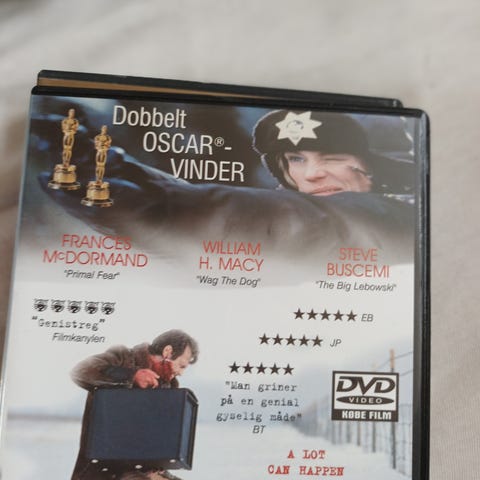 Dobbelt
OSCAR®-
VINDER
FRANCES
McDORMAND
"Primal Fear"
WILLIAM
H. MACY
"Wag The Dog"
STEVE
BUSCEMI
"The Big Lebowski"
"Genistreg"
Filmkanylen
★★★★★ EB
★★★★★ JP
★★★★★
"Man griner
på en genial
gyselig måde"
BT
DVD
VIDEO
KØBE FILM
A LOT
CAN HAPPEN